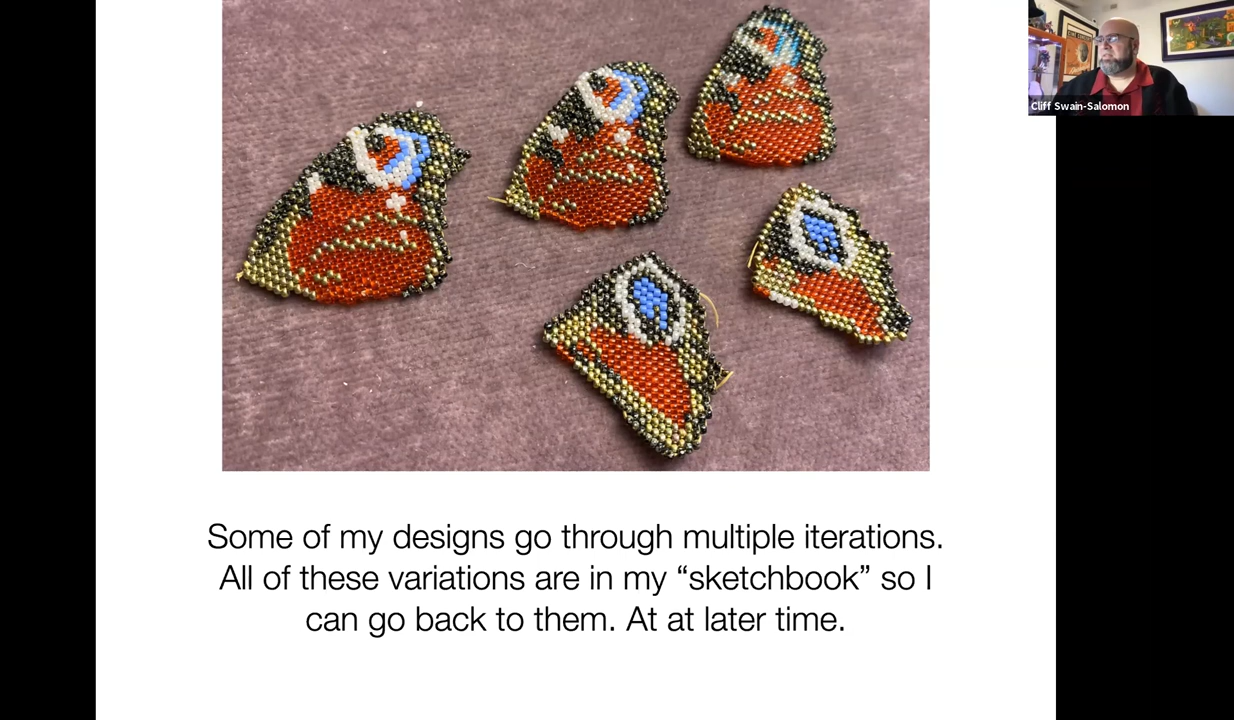 Cliff Swain-Salomon
Some of my designs go through multiple iterations.
All of these variations are in my “sketchbook” so I
can go back to them. At at later time.